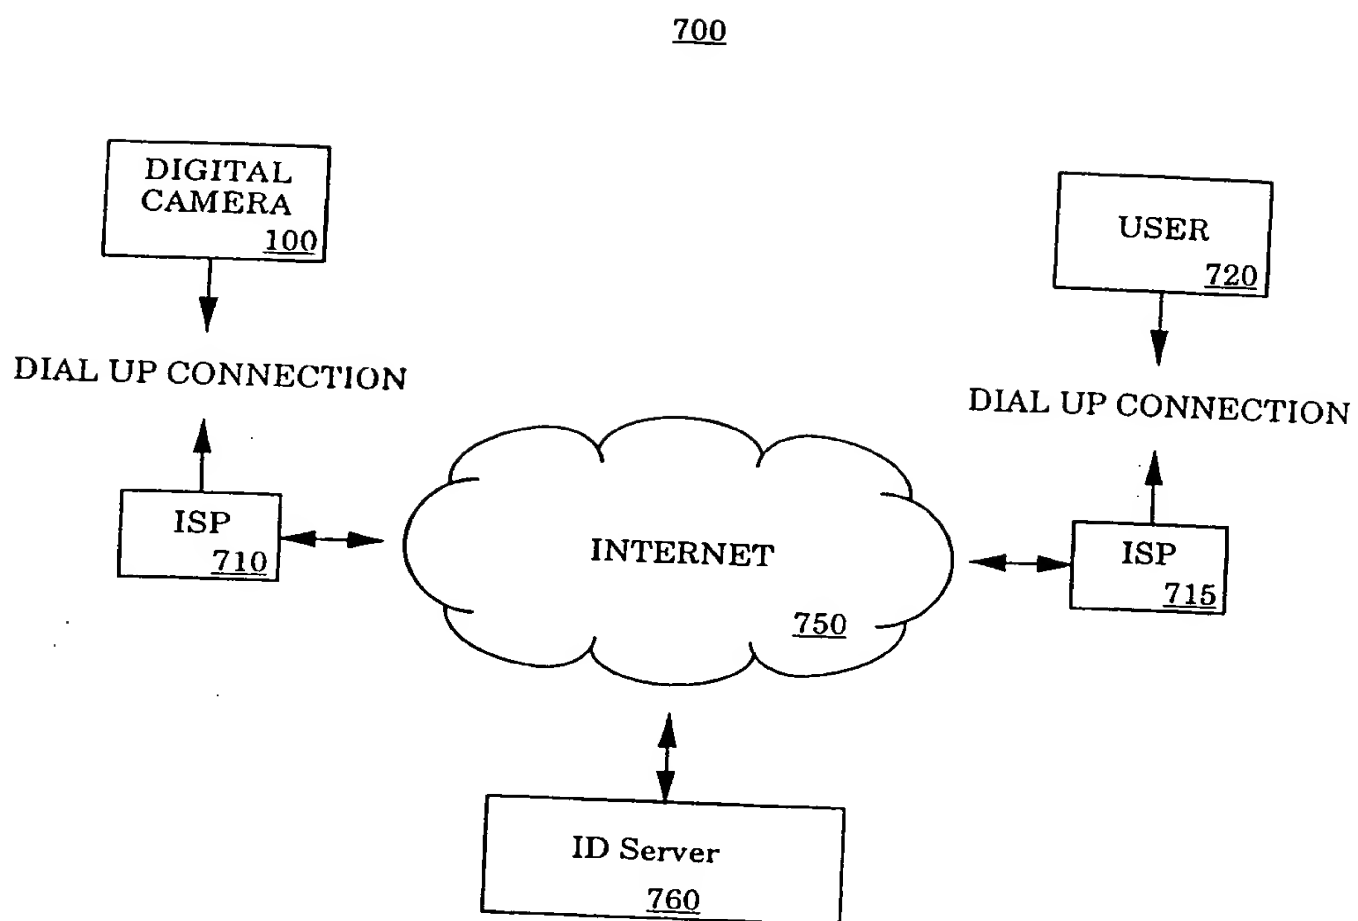 700
DIGITAL
CAMERA
100
USER
720
DIAL UP CONNECTION
DIAL UP CONNECTION
ISP
710
INTERNET
750
ISP
715
ID Server
760